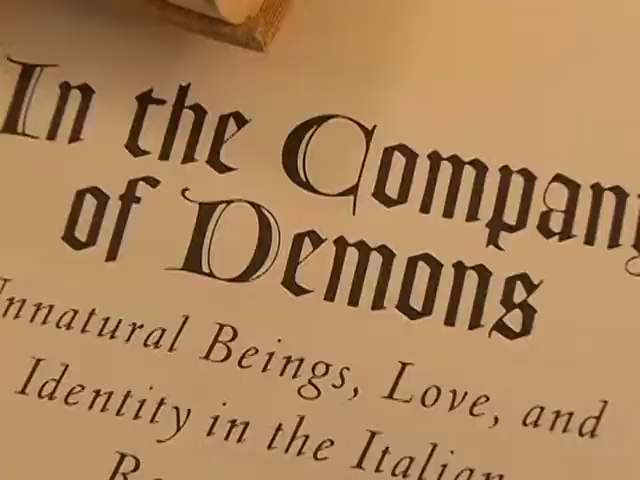 In the Company
of Demons
Unnatural Beings, Love, and
Identity in the Italian